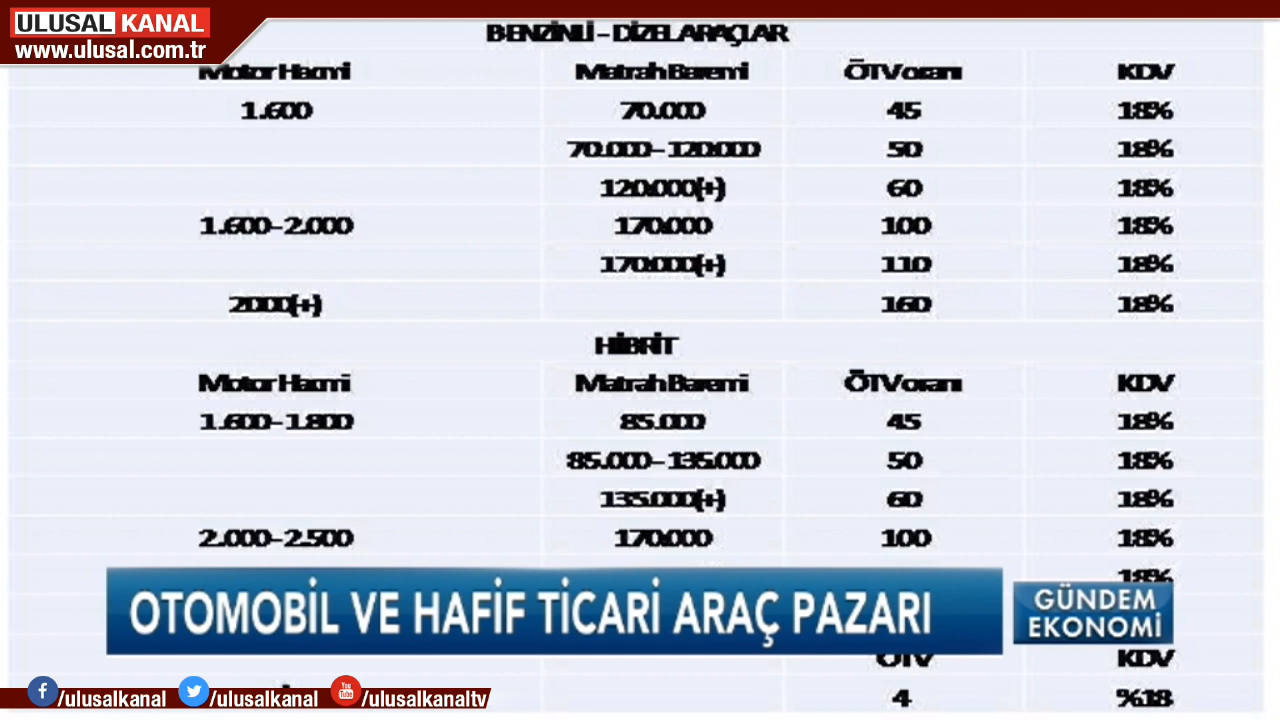 ULUSAL KANAL
www.ulusal.com.tr
BENZİNLİ – DİZEL ARAÇLAR
Motor Hacmi Matrah Baremi ÖTV oranı KDV
1.600 70.000 45 18%
70.000 – 120.000 50 18%
120.000(+) 60 18%
1.600 – 2.000 170.000 100 18%
170.000(+) 110 18%
2000(+) 160 18%
HİBRİT
Motor Hacmi Matrah Baremi ÖTV oranı KDV
1.600 – 1.800 85.000 45 18%
85.000 – 135.000 50 18%
135.000(+) 60 18%
2.000 – 2.500 170.000 100 18%
18%
OTOMOBİL VE HAFİF TİCARİ ARAÇ PAZARI
GÜNDEM
EKONOMİ
ÖTV KDV
4 %18
/ulusalkanal /ulusalkanal You Tube /ulusalkanaltv